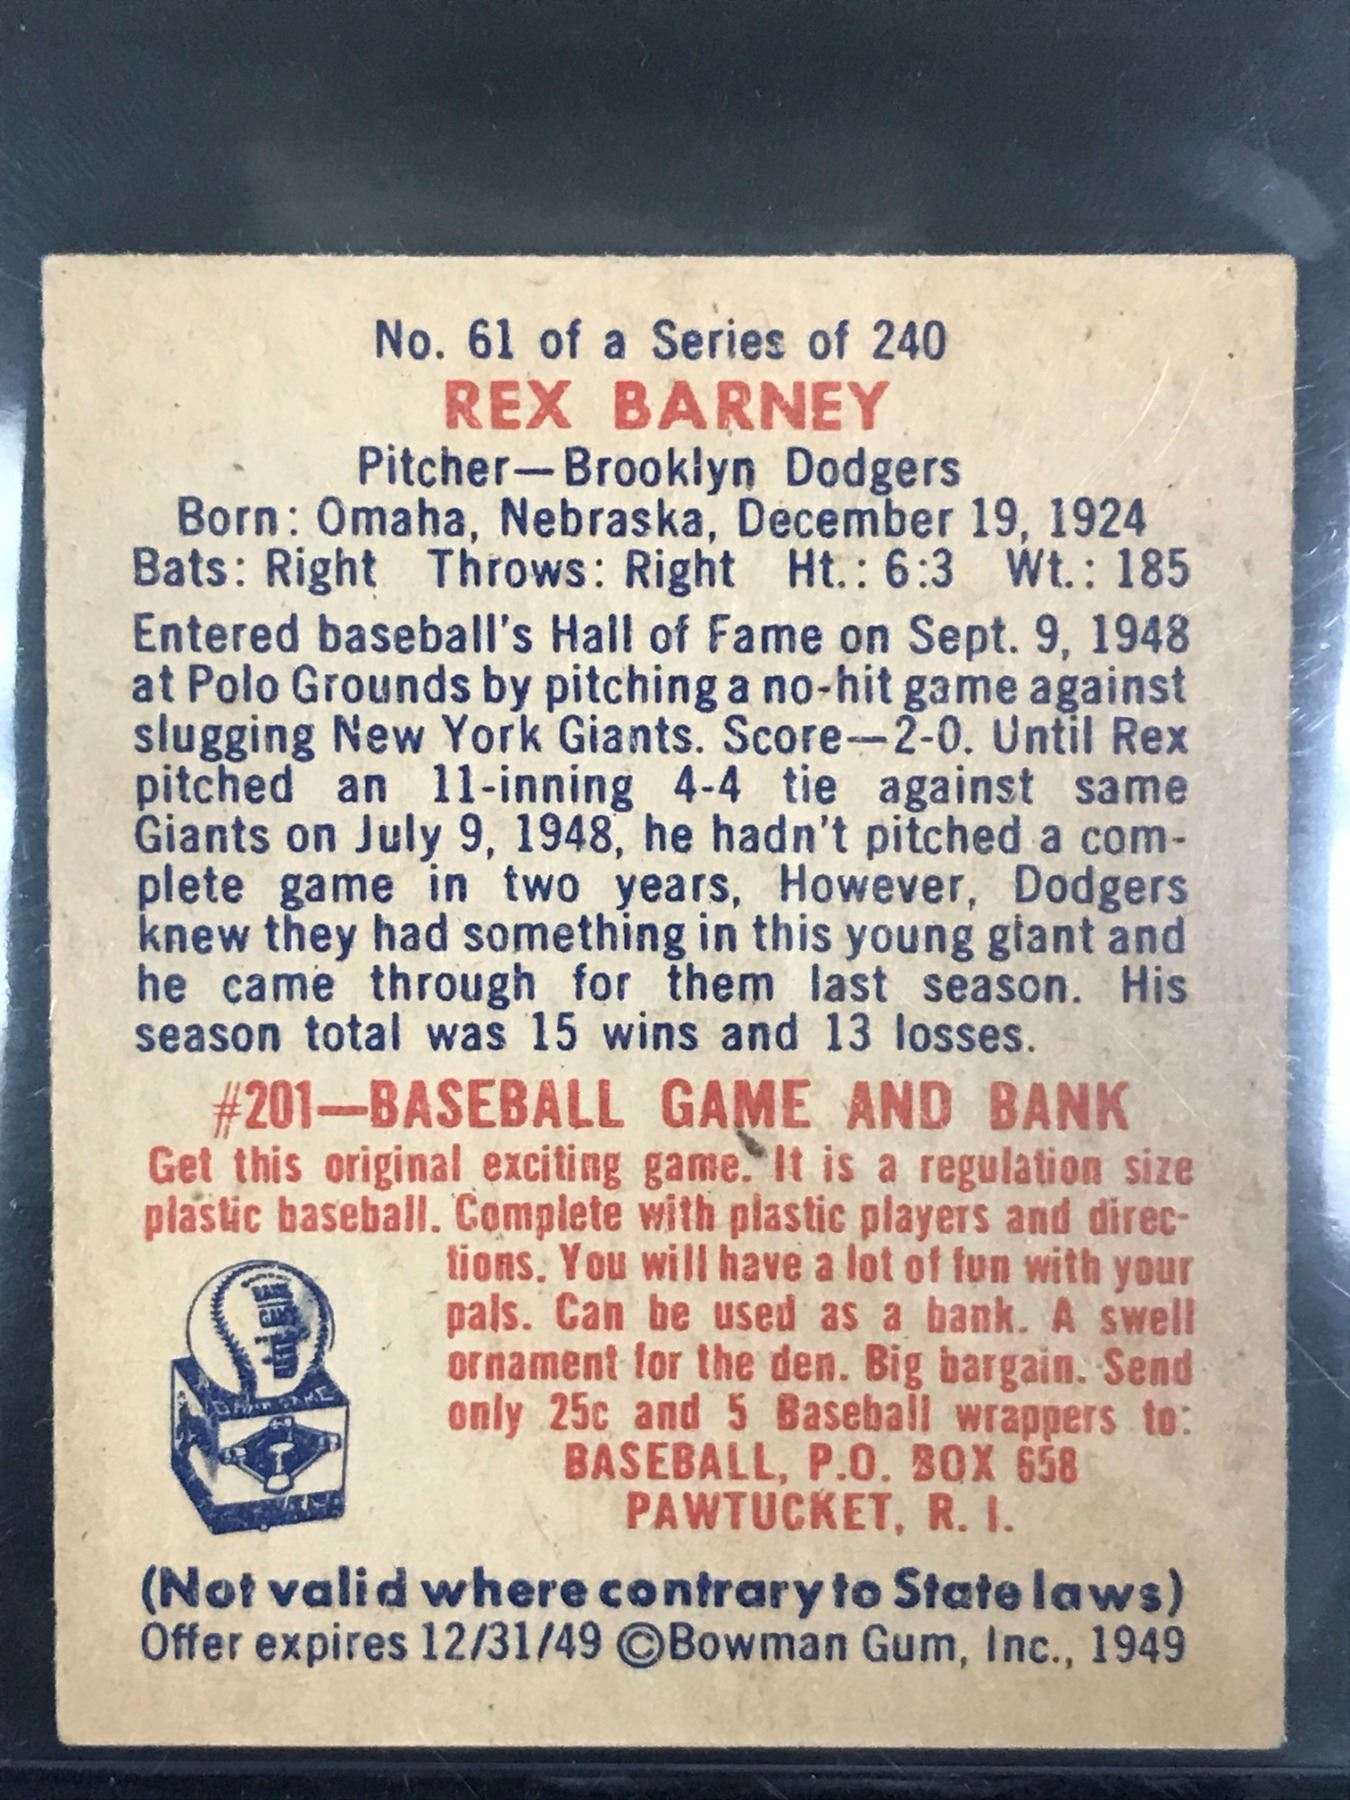 No. 61 of a Series of 240
REX BARNEY
Pitcher—Brooklyn Dodgers
Born: Omaha, Nebraska, December 19, 1924
Bats: Right Throws: Right Ht.: 6:3 Wt.: 185
Entered baseball's Hall of Fame on Sept. 9, 1948
at Polo Grounds by pitching a no-hit game against
slugging New York Giants. Score—2-0. Until Rex
pitched an 11-inning 4-4 tie against same
Giants on July 9, 1948, he hadn't pitched a com-
plete game in two years, However, Dodgers
knew they had something in this young giant and
he came through for them last season. His
season total was 15 wins and 13 losses.
#201—BASEBALL GAME AND BANK
Get this original exciting game. It is a regulation size
plastic baseball. Complete with plastic players and direc-
tions. You will have a lot of fun with your
pals. Can be used as a bank. A swell
ornament for the den. Big bargain. Send
only 25c and 5 Baseball wrappers to:
BASEBALL, P.O. BOX 658
PAWTUCKET, R. I.
(Not valid where contrary to State laws)
Offer expires 12/31/49 ©Bowman Gum, Inc., 1949